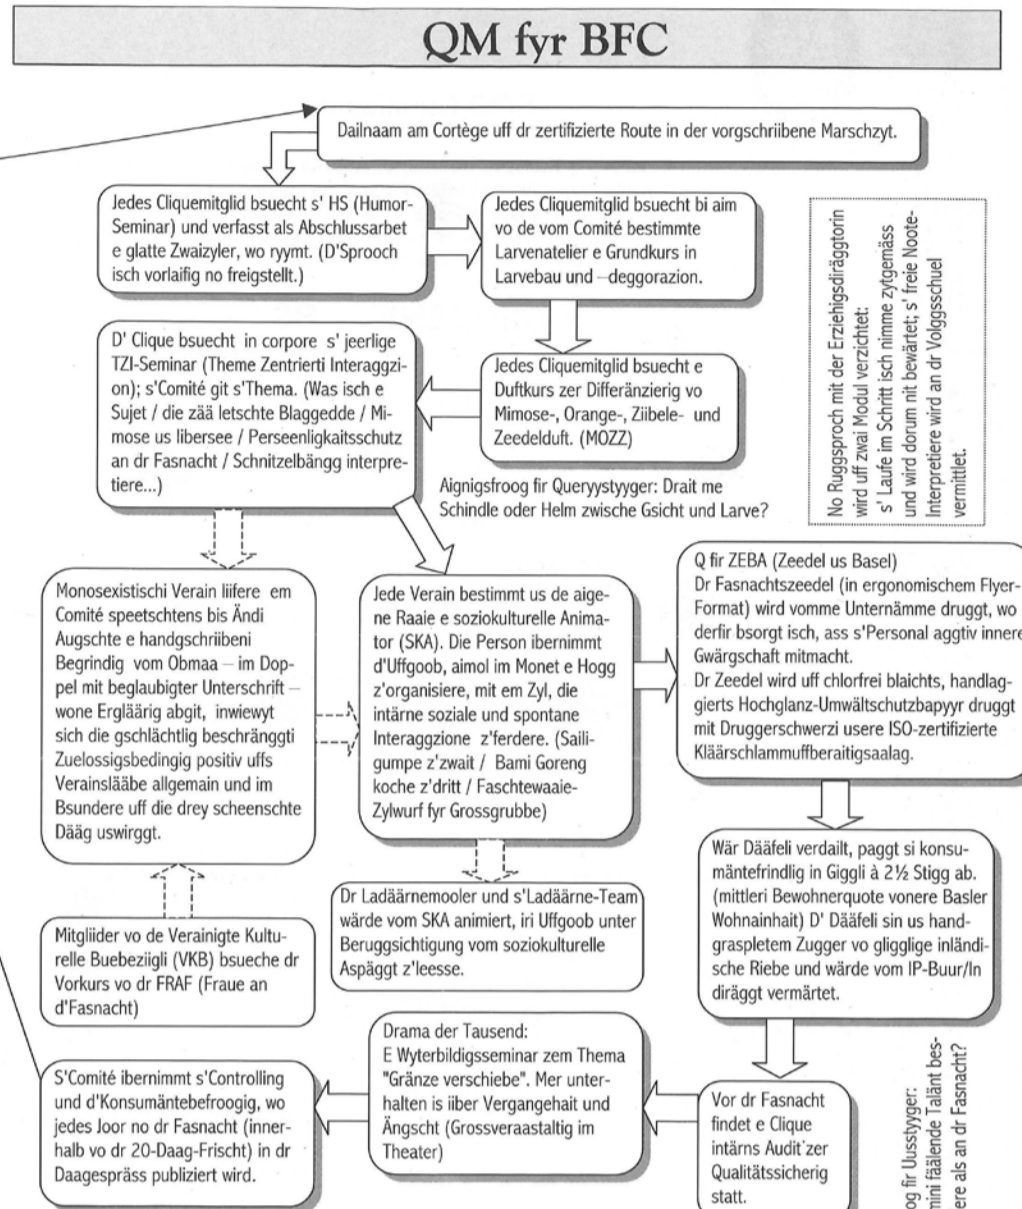 QM fyr BFC
Dailnaam am Cortège uff dr zertifizierte Route in der vorgschriibene Marschzyt.
Jedes Cliquemitglid bsuecht s' HS (Humor-
Seminar) und verfasst als Abschlussarbet
e glatte Zwaizyler, wo ryymt. (D'Sprooch
isch vorlaifig no freigstellt.)
Jedes Cliquemitglid bsuecht bi aim
vo de vom Comité bestimmte
Larvenatelier e Grundkurs in
Larvebau und –deggorazion.
No Ruggsproch mit der Erziehigsdiräggtorin
wird uff zwai Modul verzichtet:
s' Laufe im Schritt isch nimme zytgemäss
und wird dorum nit bewärtet; s' freie Noote-
Interpretiere wird an dr Volggsschuel
vermittlet.
D' Clique bsuecht in corpore s' jeerlige
TZI-Seminar (Theme Zentrierti Interaggzi-
on); s'Comité git s'Thema. (Was isch e
Sujet / die zää letschte Blaggedde / Mi-
mose us libersee / Perseenligkaitsschutz
an dr Fasnacht / Schnitzelbängg interpre-
tiere...)
Jedes Cliquemitglid bsuecht e
Duftkurs zer Differänzierig vo
Mimose-, Orange-, Ziibele- und
Zeedelduft. (MOZZ)
Aignigsfroog fir Queryystyyger: Drait me
Schindle oder Helm zwische Gsicht und Larve?
Monosexistischi Verain liifere em
Comité speetschtens bis Ändi
Augschte e handgschriibeni
Begrindig vom Obmaa – im Dop-
pel mit beglaubigter Unterschrift –
wone Ergläärig abgit, inwiewyt
sich die gschlächtlig beschränggti
Zuelossigsbedingig positiv uffs
Verainslääbe allgemain und im
Bsundere uff die drey scheenschte
Dääg uswirggt.
Jede Verain bestimmt us de aige-
ne Raaie e soziokulturelle Anima-
tor (SKA). Die Person ibernimmt
d'Uffgoob, aimol im Monet e Hogg
z'organisiere, mit em Zyl, die
intärne soziale und spontane
Interaggzione z'ferdere. (Saili-
gumpe z'zwait / Bami Goreng
koche z'dritt / Faschtewaaie-
Zylwurf fyr Grossgrubbe)
Q fir ZEBA (Zeedel us Basel)
Dr Fasnachtszeedel (in ergonomischem Flyer-
Format) wird vomme Unternämme druggt, wo
derfir bsorgt isch, ass s'Personal aggtiv innere
Gwärgschaft mitmacht.
Dr Zeedel wird uff chlorfrei blaichts, handlag-
gierts Hochglanz-Umwältschutzbapyyr druggt
mit Druggerschwerzi usere ISO-zertifizierte
Kläärschlammuffberaitigsaalag.
Mitgliider vo de Verainigte Kultu-
relle Buebeziigli (VKB) bsueche dr
Vorkurs vo dr FRAF (Fraue an
d'Fasnacht)
Dr Ladäärnemooler und s'Ladäärne-Team
wärde vom SKA animiert, iri Uffgoob unter
Beruggsichtigung vom soziokulturelle
Aspäggt z'leesse.
Wär Dääfeli verdailt, paggt si konsu-
mäntefrindlig in Giggli à 2½ Stigg ab.
(mittleri Bewohnerquote vonere Basler
Wohnainhait) D' Dääfeli sin us hand-
graspletem Zugger vo gligglige inländi-
sche Riebe und wärde vom IP-Buur/In
diräggt vermärtet.
S'Comité ibernimmt s'Controlling
und d'Konsumäntebefroogig, wo
jedes Joor no dr Fasnacht (inner-
halb vo dr 20-Daag-Frischt) in dr
Daagespräss publiziert wird.
Drama der Tausend:
E Wyterbildigsseminar zem Thema
"Gränze verschiebe". Mer unter-
halten is iiber Vergangehait und
Ängscht (Grossveraastaltig im
Theater)
Vor dr Fasnacht
findet e Clique
intärns Audit zer
Qualitätssicherig
statt.
og fir Uusstyyger:
mini fäälende Talänt bes-
ere als an dr Fasnacht?